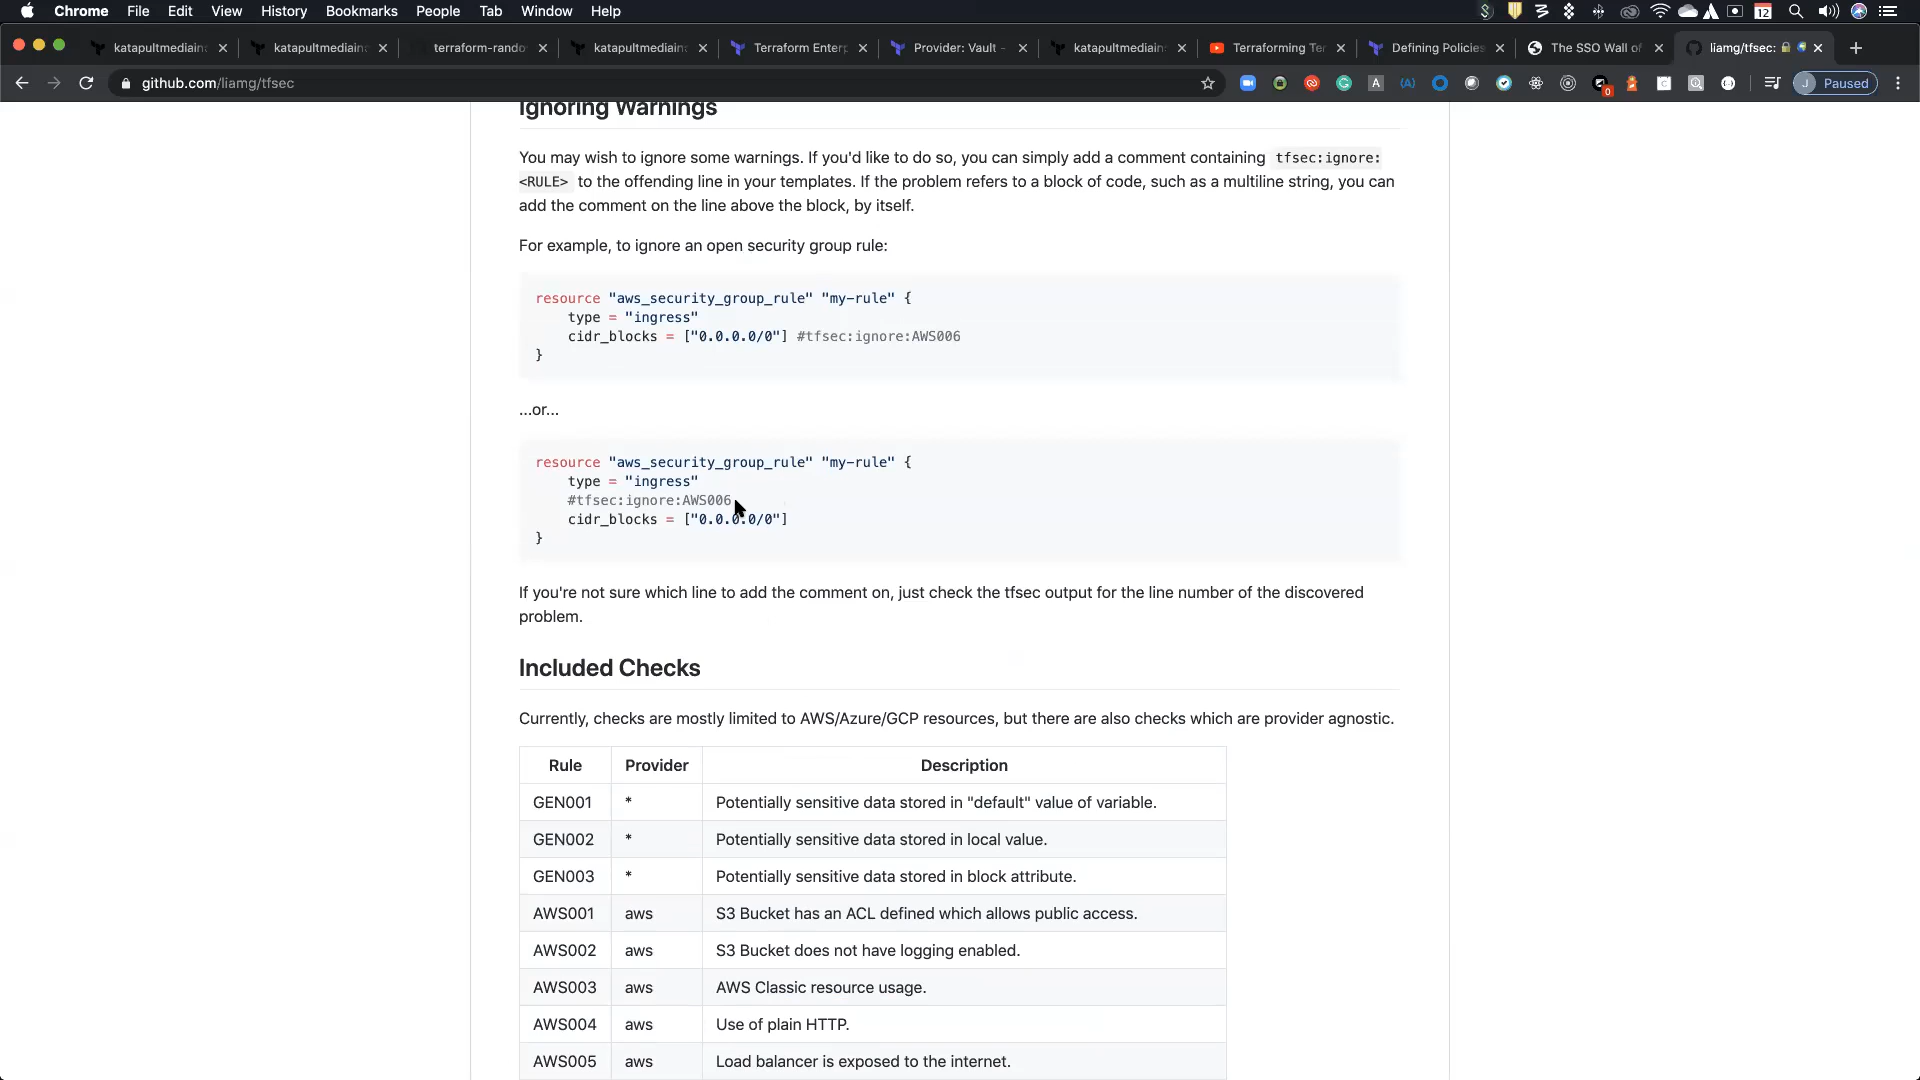 Chrome File Edit View History Bookmarks People Tab Window Help
12
katapultmediain
katapultmediain
terraform-rando
katapultmediain
Terraform Enterp
Provider: Vault -
katapultmediain
Terraforming Ter
Defining Policies
The SSO Wall of
liamg/tfsec:
github.com/liamg/tfsec
0
J Paused
Ignoring Warnings
You may wish to ignore some warnings. If you'd like to do so, you can simply add a comment containing tfsec:ignore:
<RULE> to the offending line in your templates. If the problem refers to a block of code, such as a multiline string, you can
add the comment on the line above the block, by itself.
For example, to ignore an open security group rule:
resource "aws_security_group_rule" "my-rule" {
type = "ingress"
cidr_blocks = ["0.0.0.0/0"] #tfsec:ignore:AWS006
}
...or...
resource "aws_security_group_rule" "my-rule" {
type = "ingress"
#tfsec:ignore:AWS006
cidr_blocks = ["0.0.0.0/0"]
}
If you're not sure which line to add the comment on, just check the tfsec output for the line number of the discovered
problem.
Included Checks
Currently, checks are mostly limited to AWS/Azure/GCP resources, but there are also checks which are provider agnostic.
Rule Provider Description
GEN001 * Potentially sensitive data stored in "default" value of variable.
GEN002 * Potentially sensitive data stored in local value.
GEN003 * Potentially sensitive data stored in block attribute.
AWS001 aws S3 Bucket has an ACL defined which allows public access.
AWS002 aws S3 Bucket does not have logging enabled.
AWS003 aws AWS Classic resource usage.
AWS004 aws Use of plain HTTP.
AWS005 aws Load balancer is exposed to the internet.